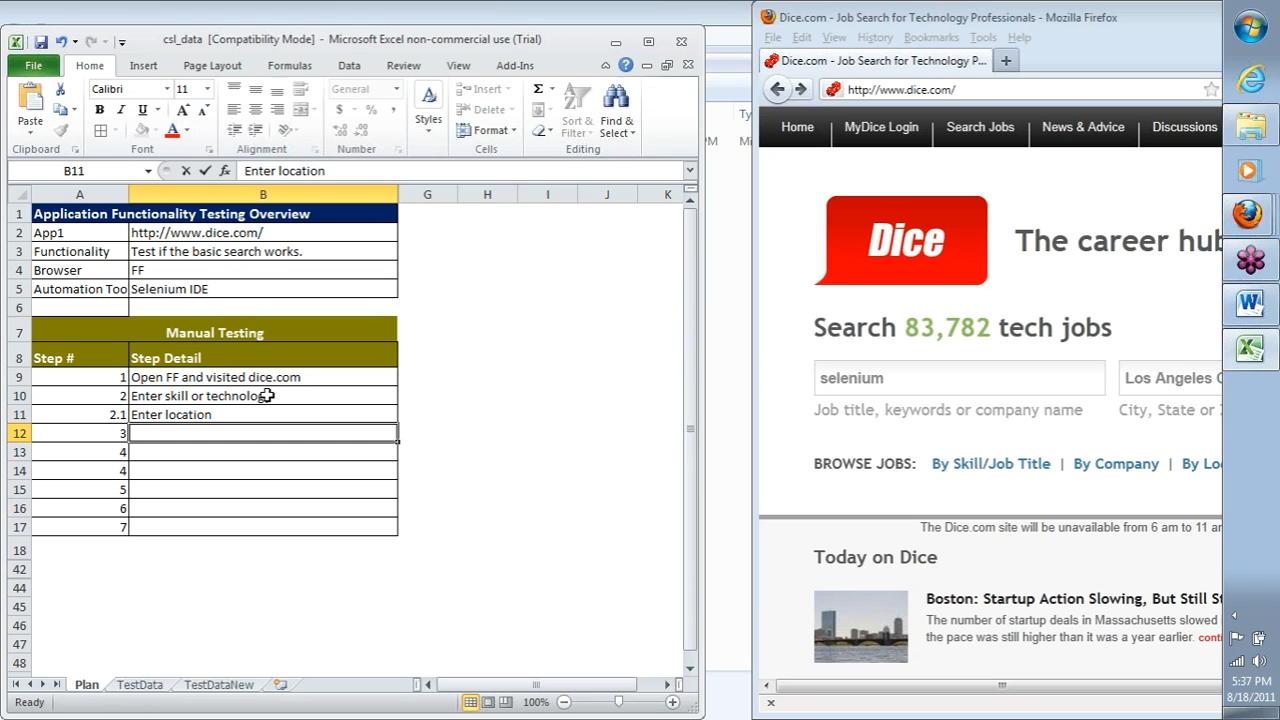 csl_data [Compatibility Mode] - Microsoft Excel non-commercial use (Trial)
File Home Insert Page Layout Formulas Data Review View Add-Ins
Paste
Clipboard
Calibri 11
B I U
Font
Alignment
General
$ % ,
Number
Styles
Insert
Delete
Format
Cells
Sort & Filter
Find & Select
Editing
B11 fx Enter location
A B G H I J K
1 Application Functionality Testing Overview
2 App1 http://www.dice.com/
3 Functionality Test if the basic search works.
4 Browser FF
5 Automation Too Selenium IDE
6
7 Manual Testing
8 Step # Step Detail
9 1 Open FF and visited dice.com
10 2 Enter skill or technolog
11 2.1 Enter location
12 3
13 4
14 4
15 5
16 6
17 7
18
42
44
45
46
47
48
Plan TestData TestDataNew
Ready 100%
Ty
PM
Dice.com - Job Search for Technology Professionals - Mozilla Firefox
File Edit View History Bookmarks Tools Help
Dice.com - Job Search for Technology P... +
http://www.dice.com/
Home MyDice Login Search Jobs News & Advice Discussions
Dice The career hub
Search 83,782 tech jobs
selenium Los Angeles C
Job title, keywords or company name City, State or
BROWSE JOBS: By Skill/Job Title | By Company | By Lo
The Dice.com site will be unavailable from 6 am to 11 ar
Today on Dice
Boston: Startup Action Slowing, But Still St
The number of startup deals in Massachusetts slowed
the pace was still higher than it was a year earlier. conti
5:37 PM
8/18/2011